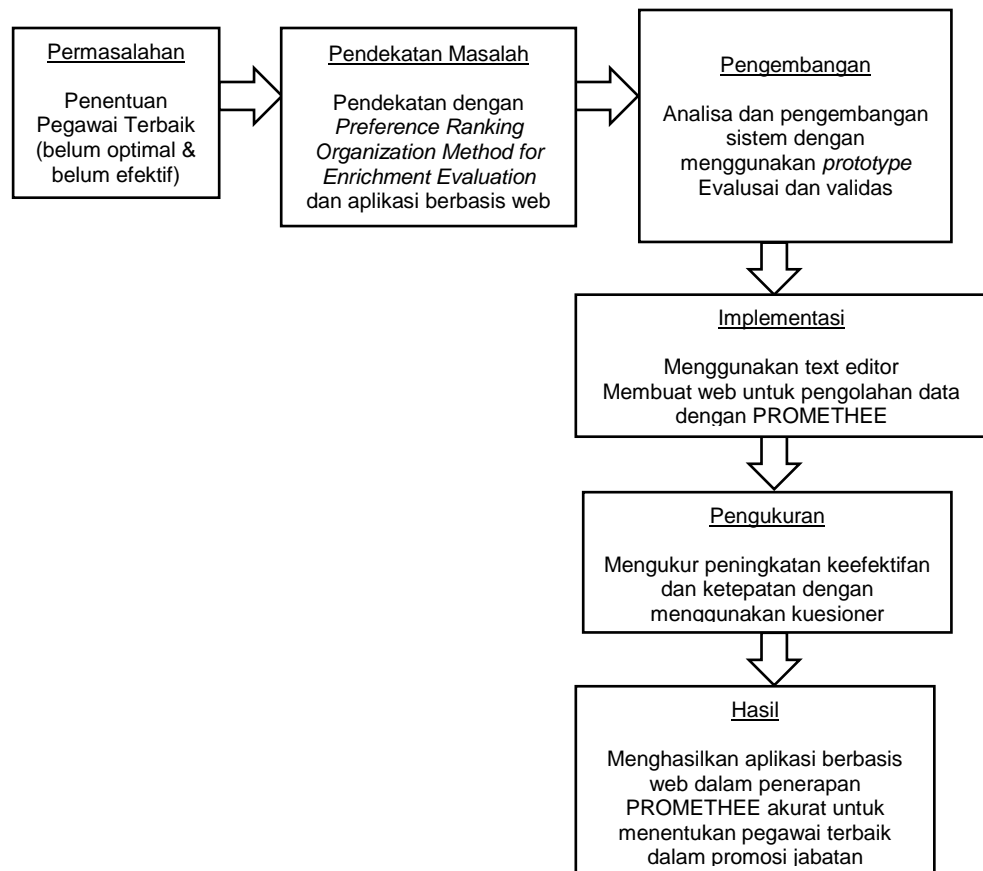 Permasalahan
Penentuan
Pegawai Terbaik
(belum optimal &
belum efektif)
Pendekatan Masalah
Pendekatan dengan
Preference Ranking
Organization Method for
Enrichment Evaluation
dan aplikasi berbasis web
Pengembangan
Analisa dan pengembangan
sistem dengan
menggunakan prototype
Evalusai dan validas
Implementasi
Menggunakan text editor
Membuat web untuk pengolahan data
dengan PROMETHEE
Pengukuran
Mengukur peningkatan keefektifan
dan ketepatan dengan
menggunakan kuesioner
Hasil
Menghasilkan aplikasi berbasis
web dalam penerapan
PROMETHEE akurat untuk
menentukan pegawai terbaik
dalam promosi jabatan